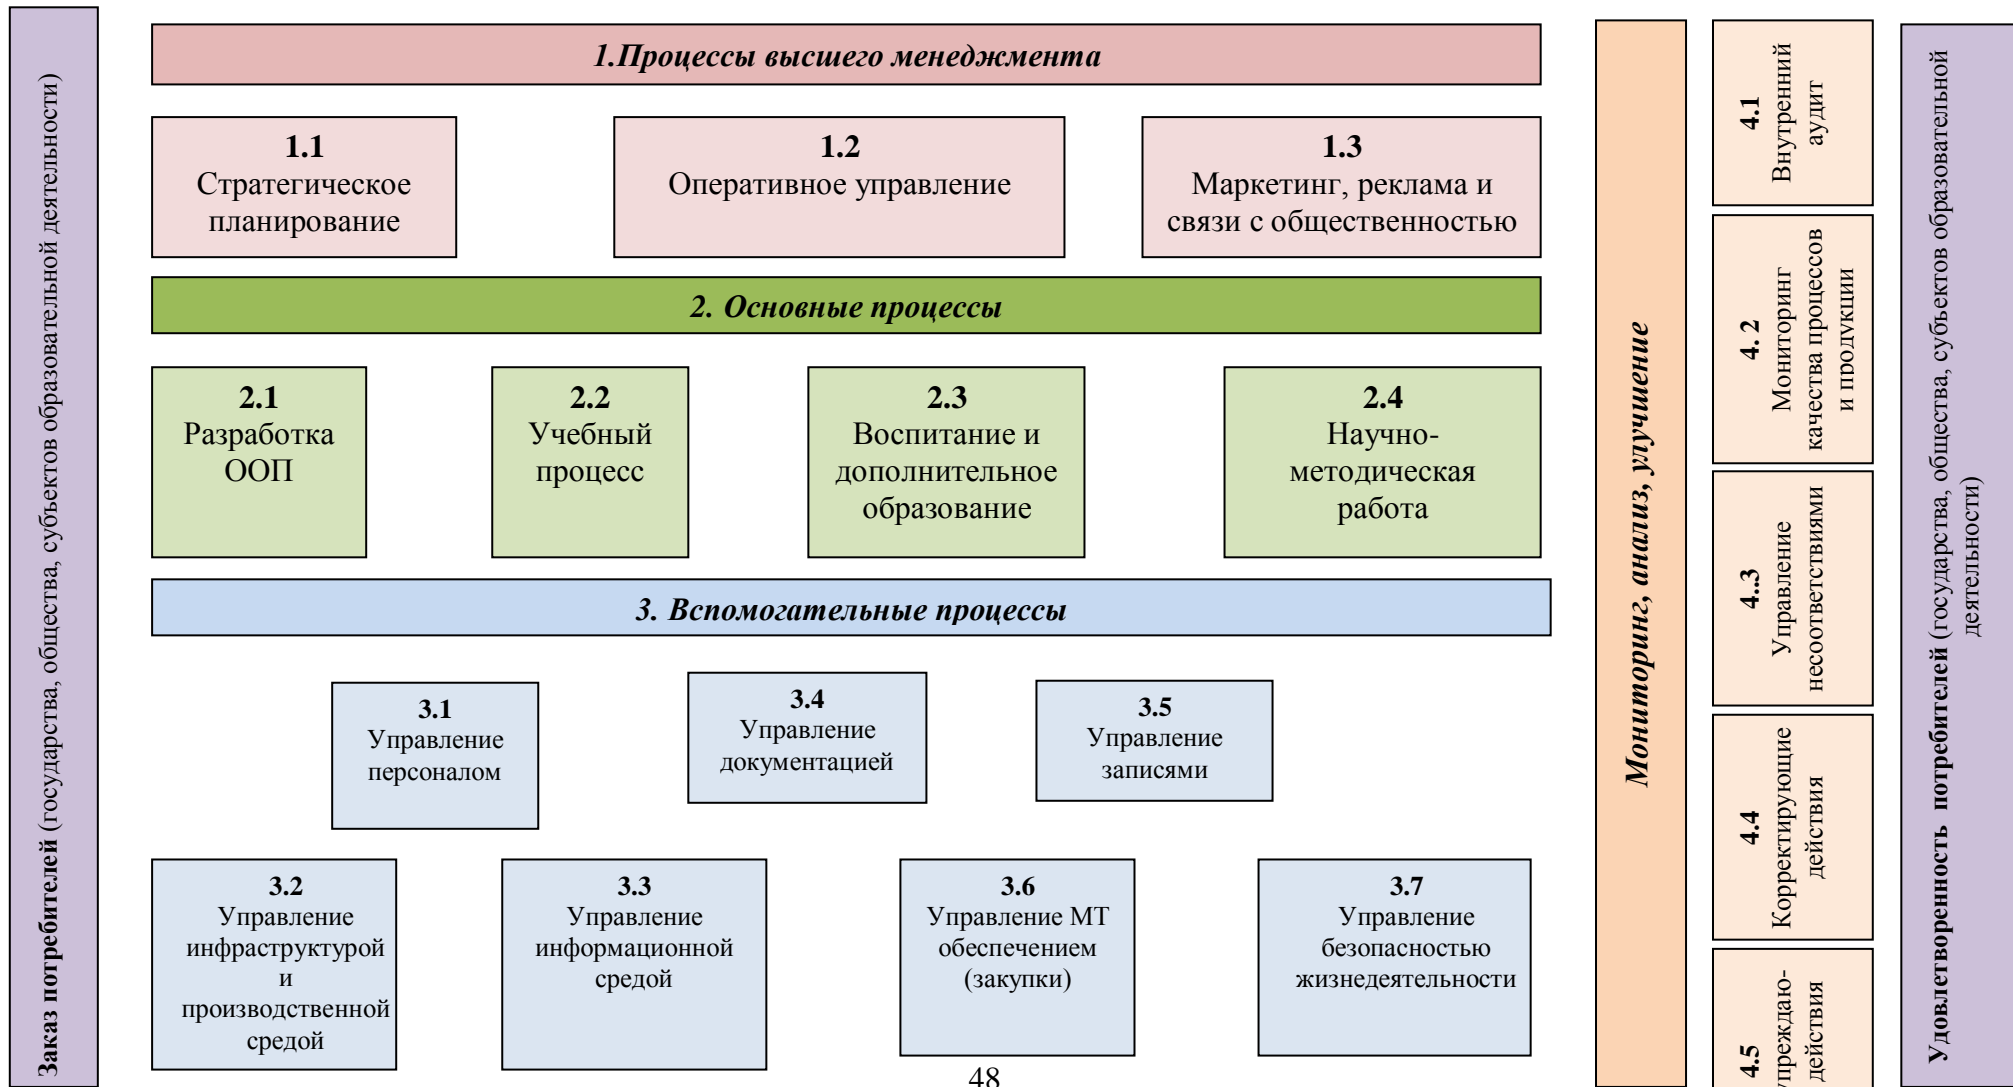 Заказ потребителей (государства, общества, субъектов образовательной деятельности)
1.Процессы высшего менеджмента
1.1
Стратегическое
планирование
1.2
Оперативное управление
1.3
Маркетинг, реклама и
связи с общественностью
2. Основные процессы
2.1
Разработка
ООП
2.2
Учебный
процесс
2.3
Воспитание и
дополнительное
образование
2.4
Научно-
методическая
работа
3. Вспомогательные процессы
3.1
Управление
персоналом
3.4
Управление
документацией
3.5
Управление
записями
3.2
Управление
инфраструктурой
и
производственной
средой
3.3
Управление
информационной
средой
3.6
Управление МТ
обеспечением
(закупки)
3.7
Управление
безопасностью
жизнедеятельности
48
Мониторинг, анализ, улучшение
4.1
Внутренний
аудит
4. 2
Мониторинг
качества процессов
и продукции
4..3
Управление
несоответствиями
4.4
Корректирующие
действия
4.5
действия
Удовлетворенность потребителей (государства, общества, субъектов образовательной
деятельности)